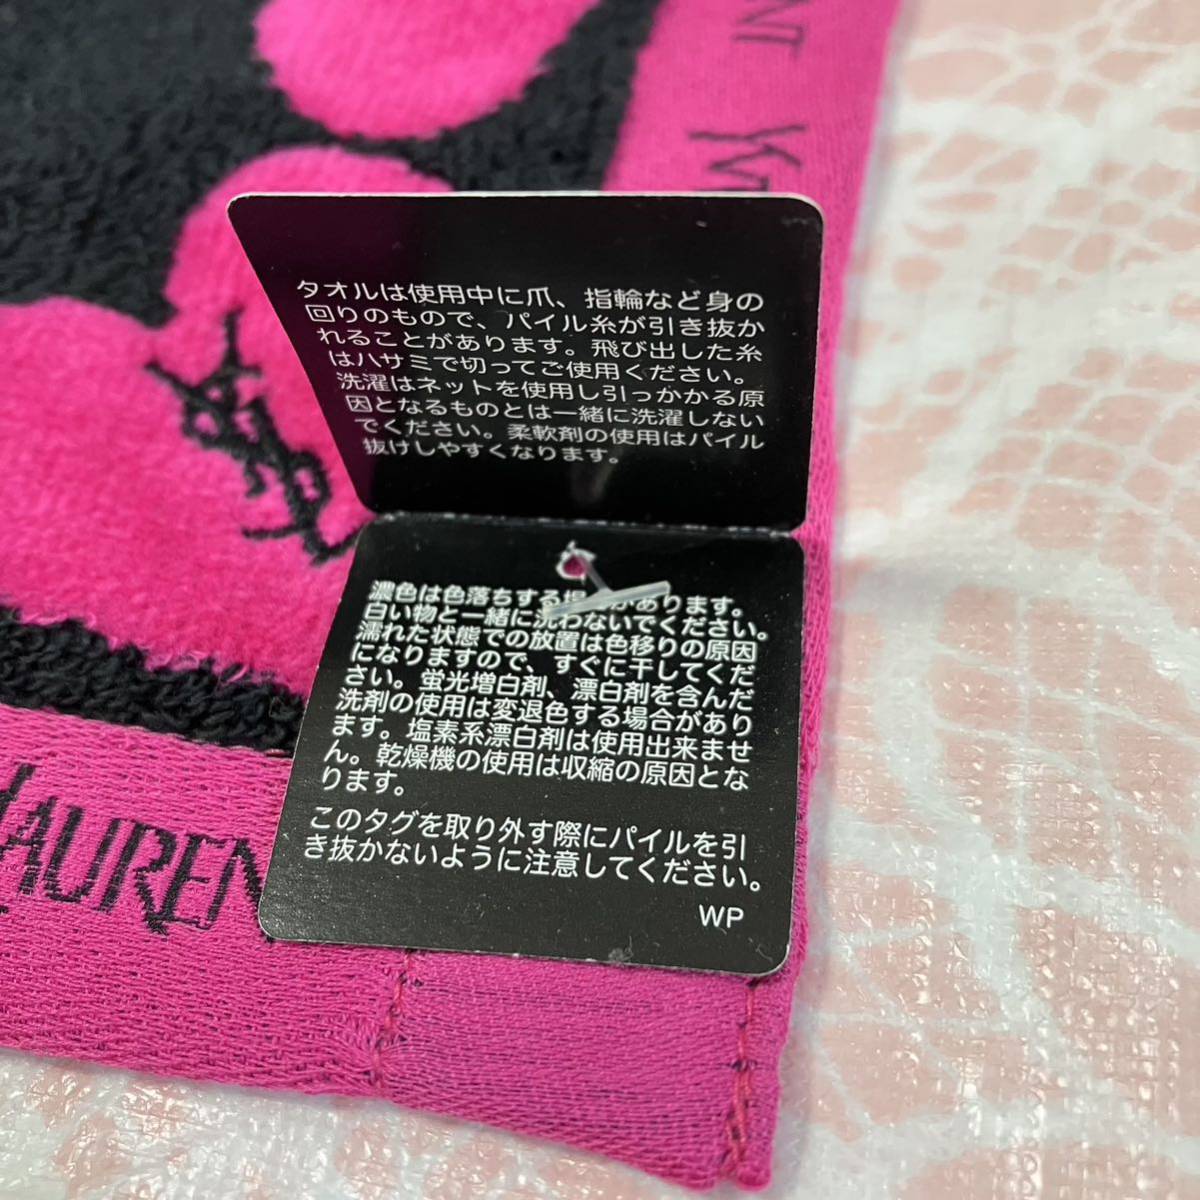 NT YV
タオルは使用中に爪、指輪など身の
回りのもので、パイル糸が引き抜か
れることがあります。飛び出した糸
はハサミで切ってご使用ください。
洗濯はネットを使用し引っかかる原
因となるものとは一緒に洗濯しない
でください。柔軟剤の使用はパイル
抜けしやすくなります。
濃色は色落ちする場合があります。
白い物と一緒に洗わないでください。
濡れた状態での放置は色移りの原因
になりますので、すぐに干してくだ
さい。蛍光増白剤、漂白剤を含んだ
洗剤の使用は変退色する場合があり
ます。塩素系漂白剤は使用出来ませ
ん。乾燥機の使用は収縮の原因とな
ります。
このタグを取り外す際にパイルを引
き抜かないように注意してください。
WP
LAUREN